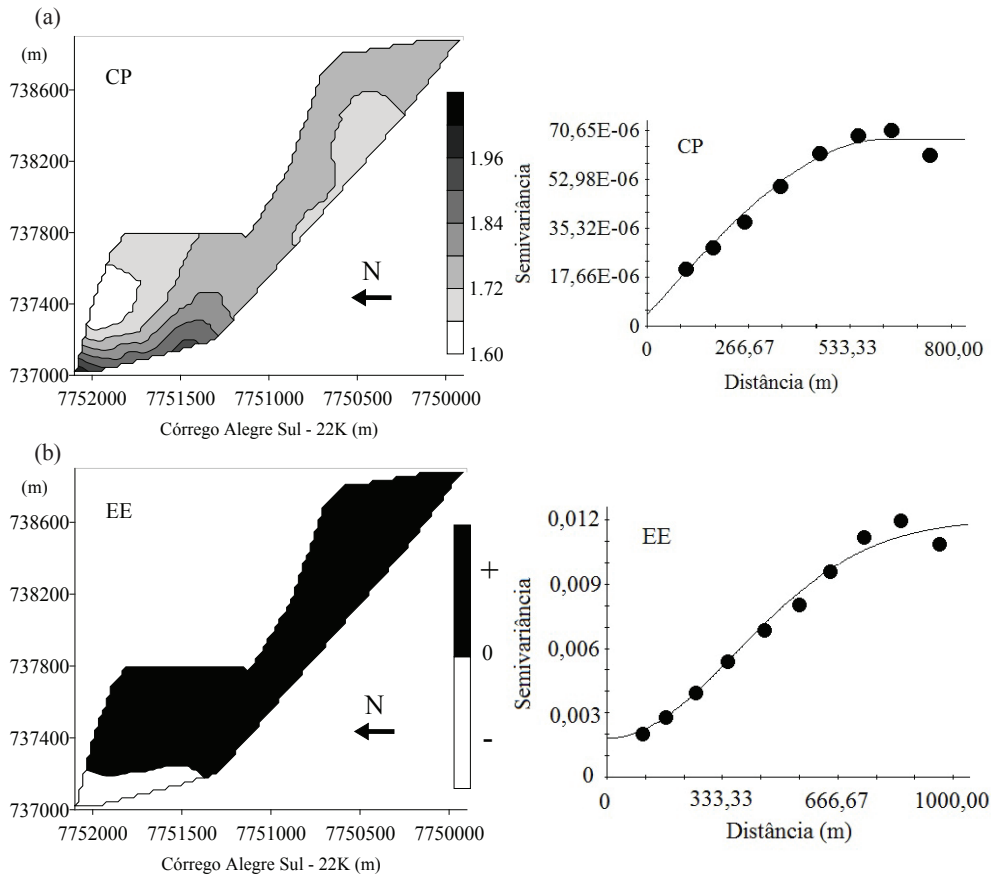 (a)
(m)
CP
738600
738200
737800
737400
737000
N
1.96
1.84
1.72
1.60
7752000 7751500 7751000 7750500 7750000
Córrego Alegre Sul - 22K (m)
Semivariância
70,65E-06
52,98E-06
35,32E-06
17,66E-06
0
CP
0 266,67 533,33 800,00
Distância (m)
(b)
(m)
EE
738600
738200
737800
737400
737000
N
+
0
-
7752000 7751500 7751000 7750500 7750000
Córrego Alegre Sul - 22K (m)
Semivariância
0,012
0,009
0,006
0,003
0
EE
0 333,33 666,67 1000,00
Distância (m)